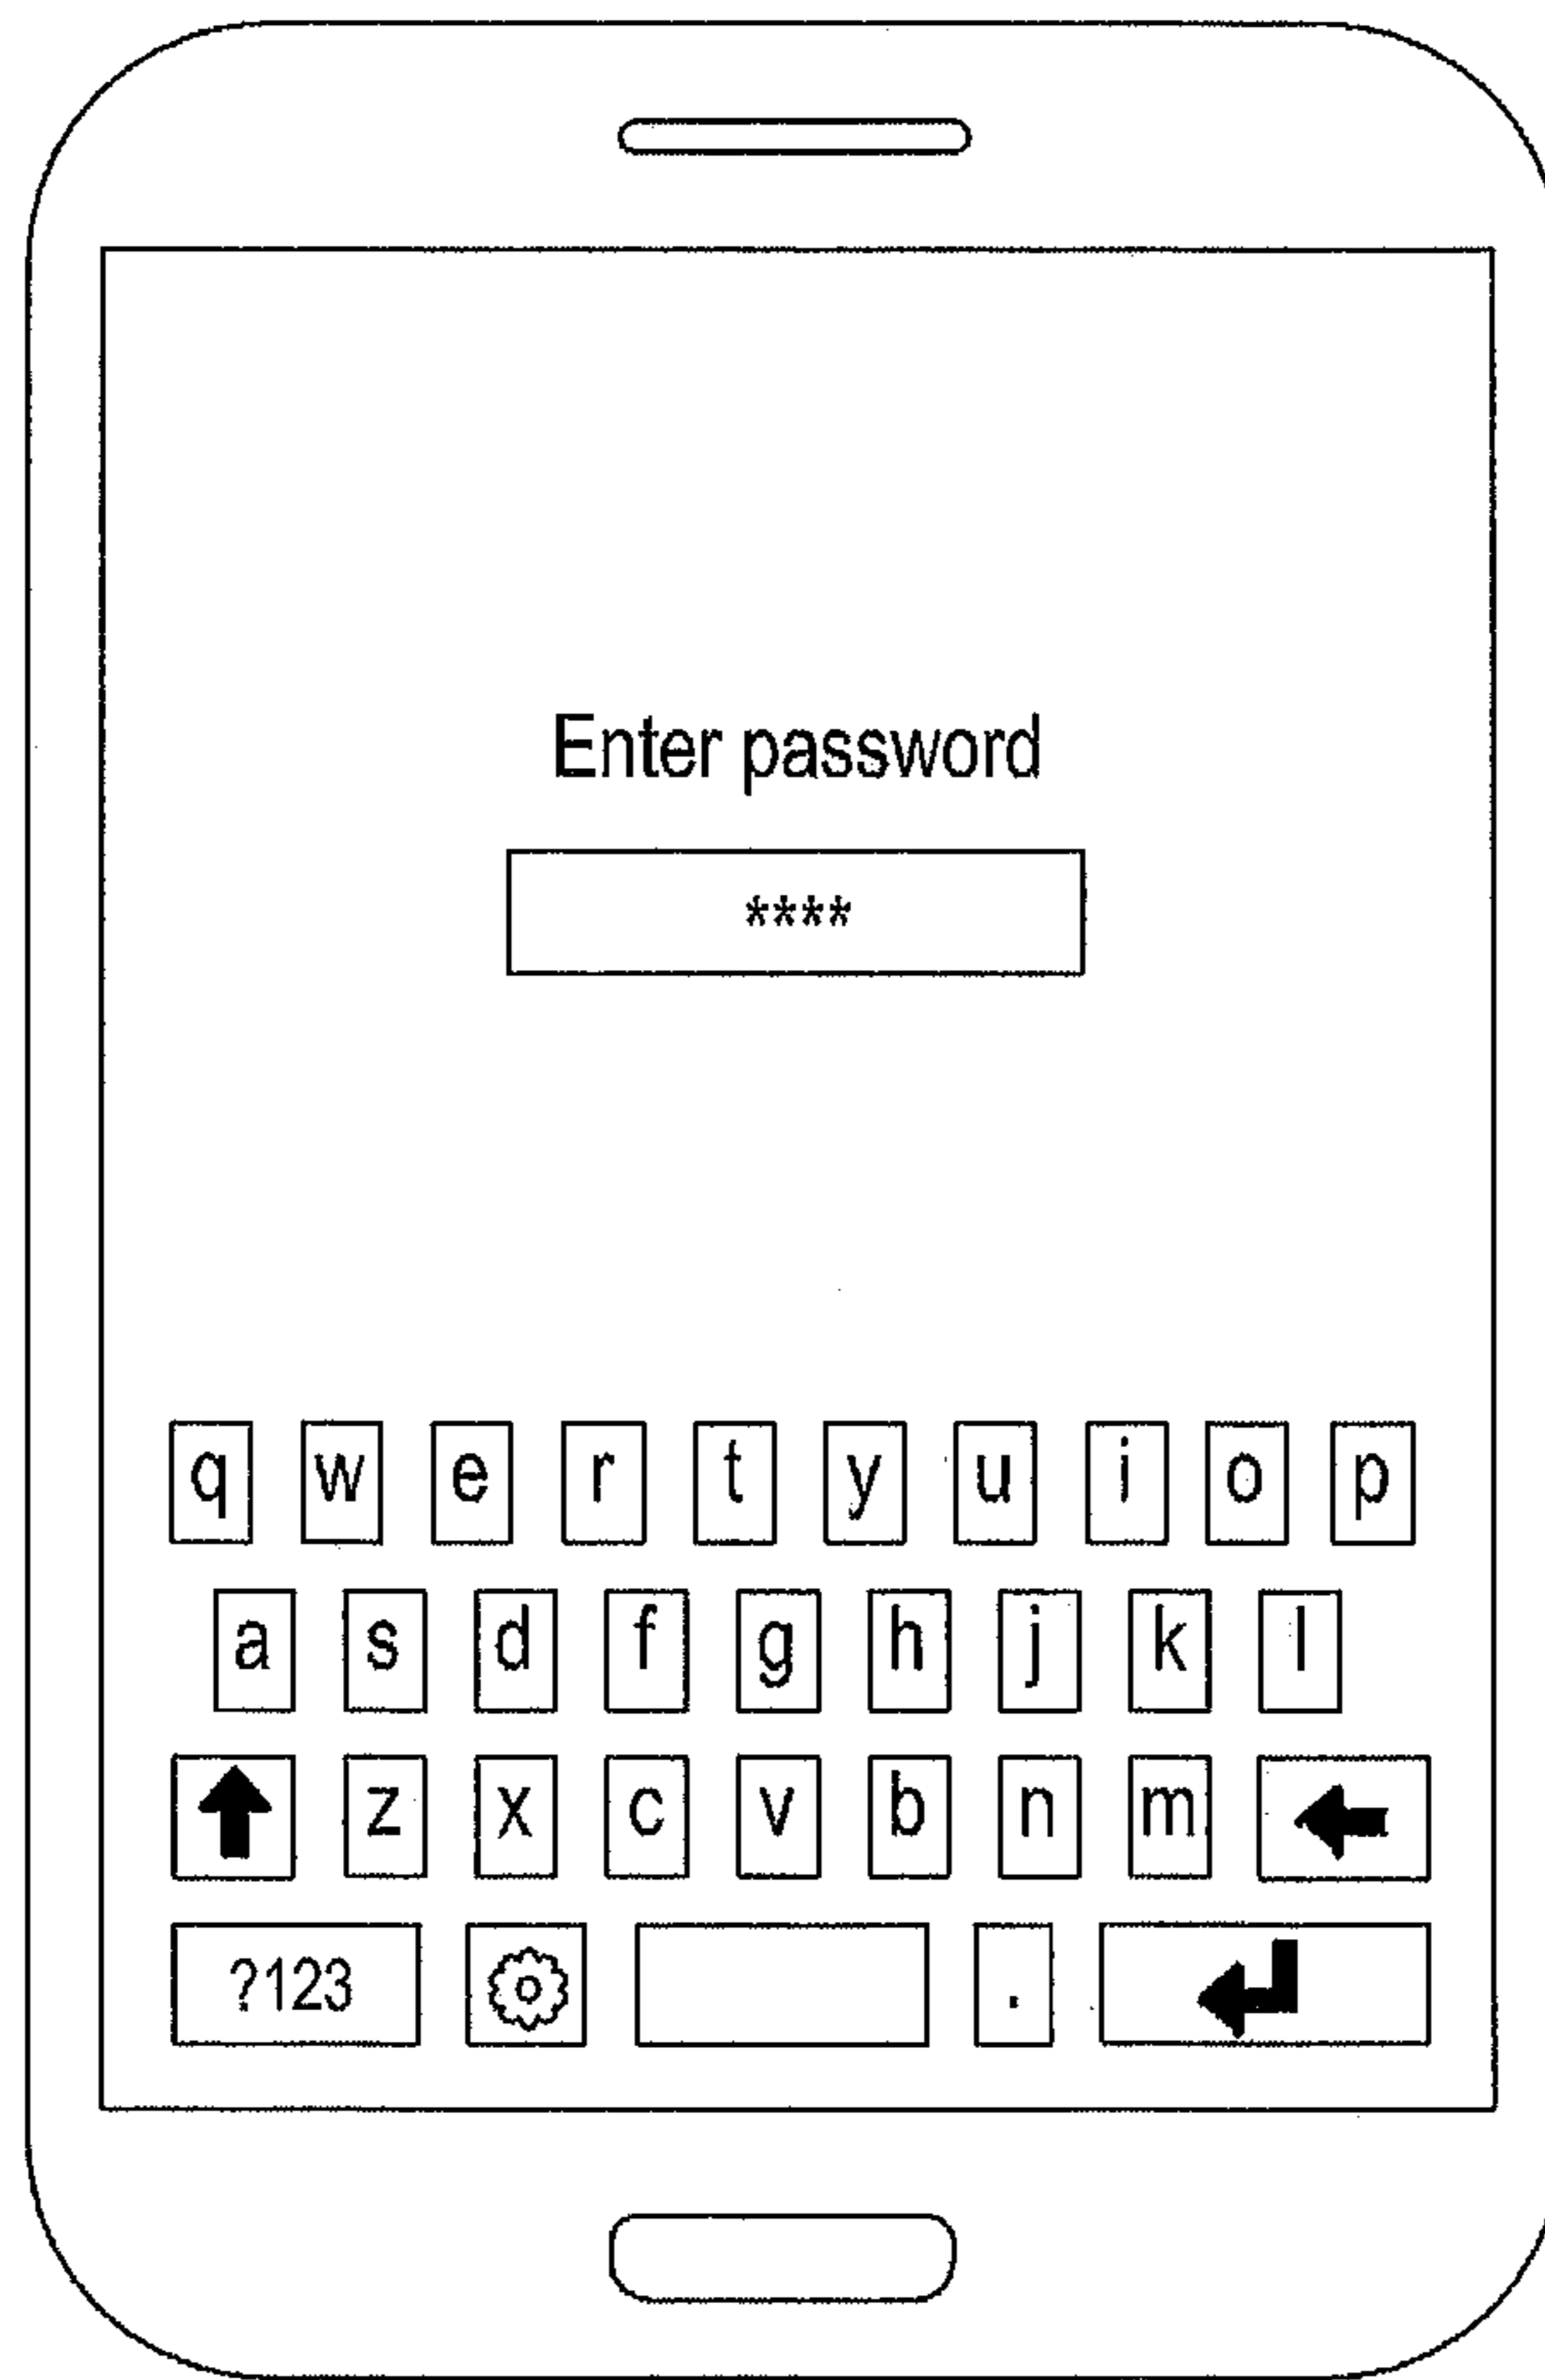 Enter password
****
q w e r t y u i o p
a s d f g h j k l
z x c v b n m
?123 .